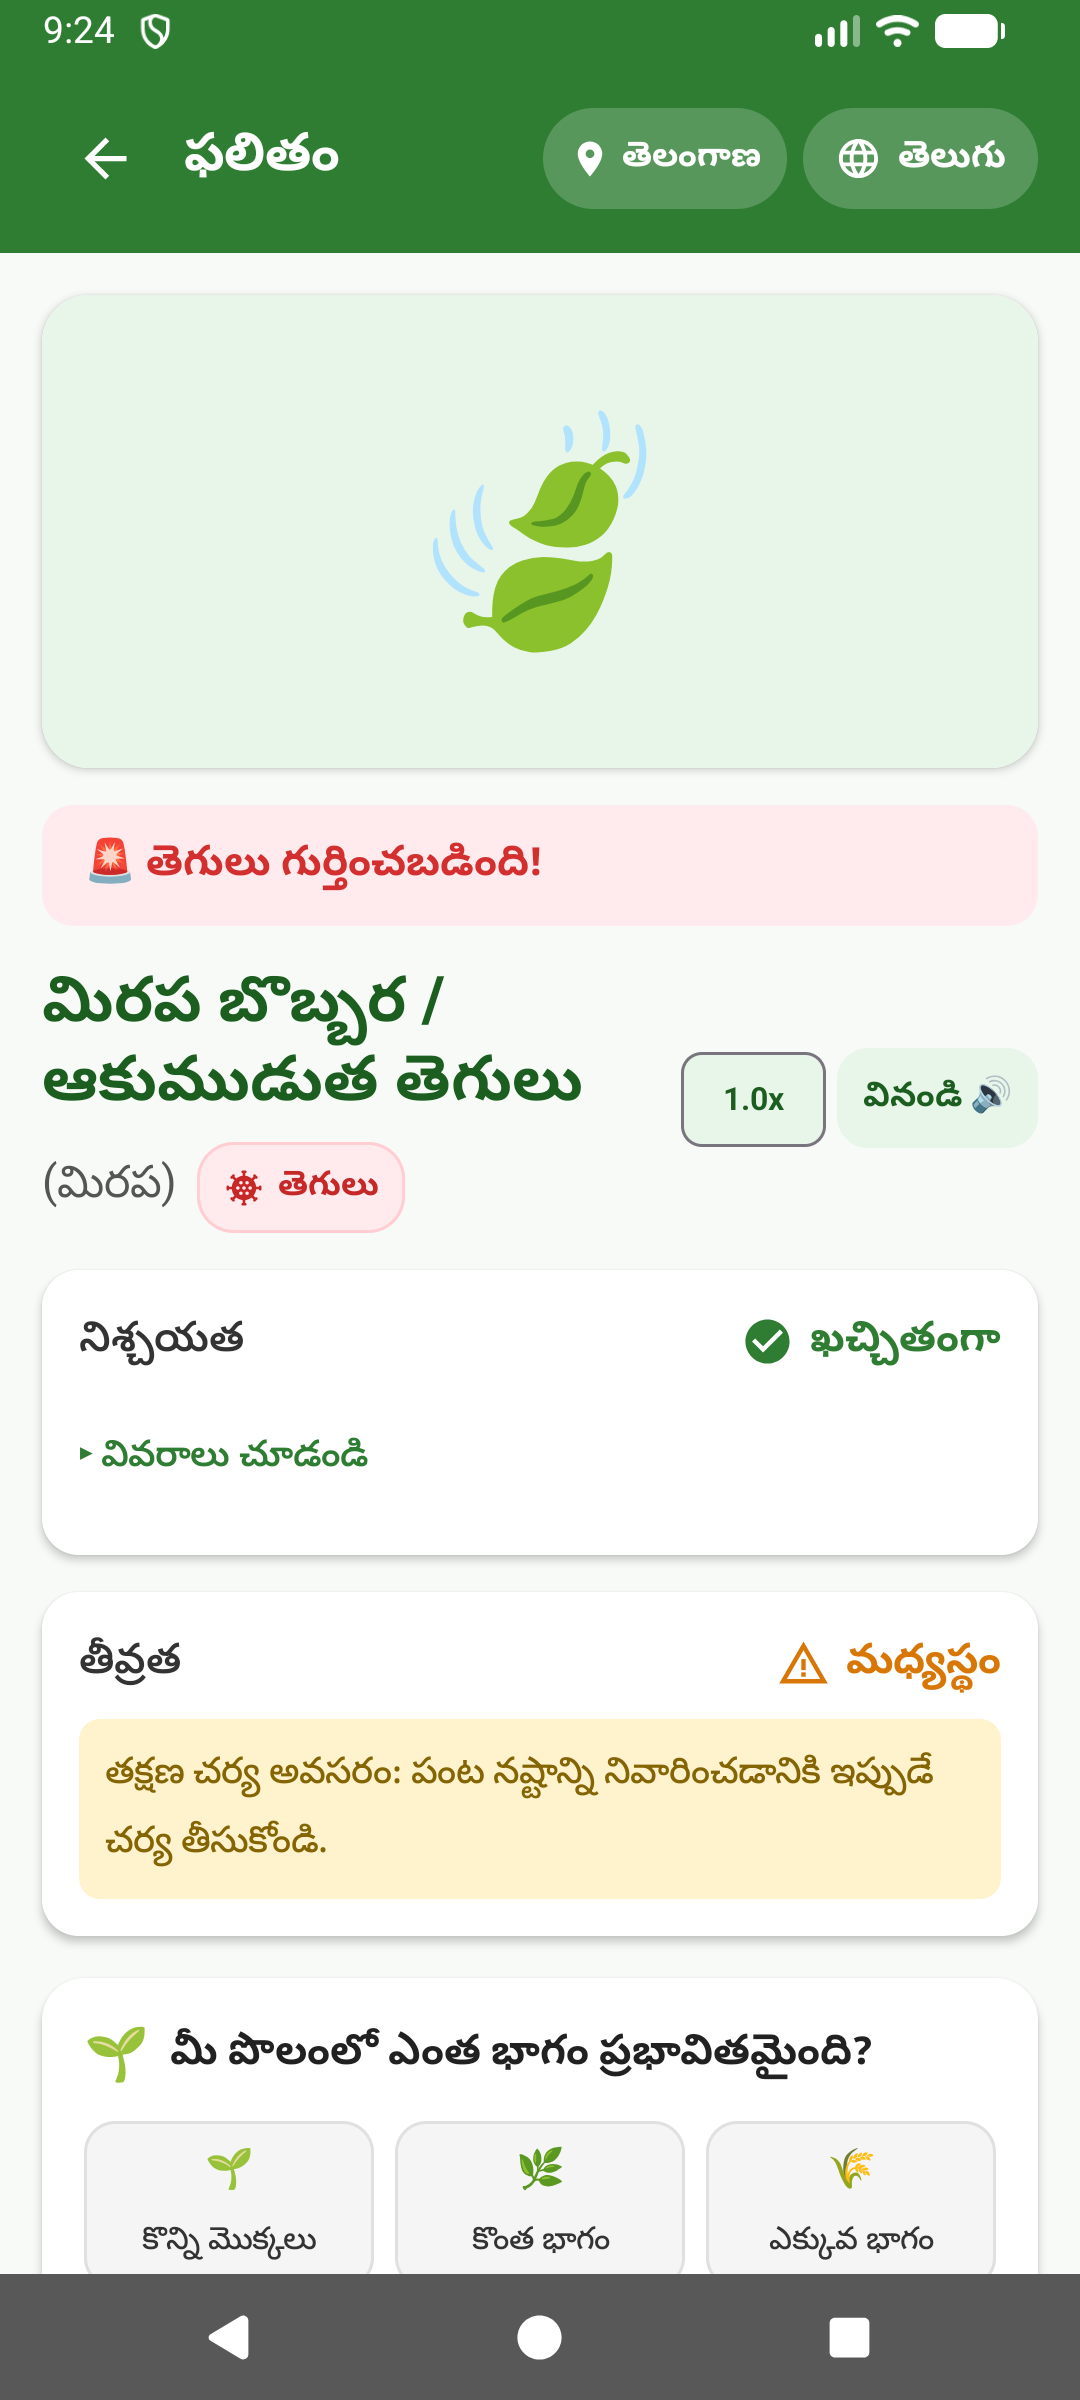 9:24
ఫలితం
తెలంగాణ
తెలుగు
తెగులు గుర్తించబడింది!
మిరప బొబ్బర /
ఆకుముడుత తెగులు
1.0x
వినండి
(మిరప)
తెగులు
నిశ్చయత
ఖచ్చితంగా
▸ వివరాలు చూడండి
తీవ్రత
మధ్యస్థం
తక్షణ చర్య అవసరం: పంట నష్టాన్ని నివారించడానికి ఇప్పుడే
చర్య తీసుకోండి.
మీ పొలంలో ఎంత భాగం ప్రభావితమైంది?
కొన్ని మొక్కలు
కొంత భాగం
ఎక్కువ భాగం